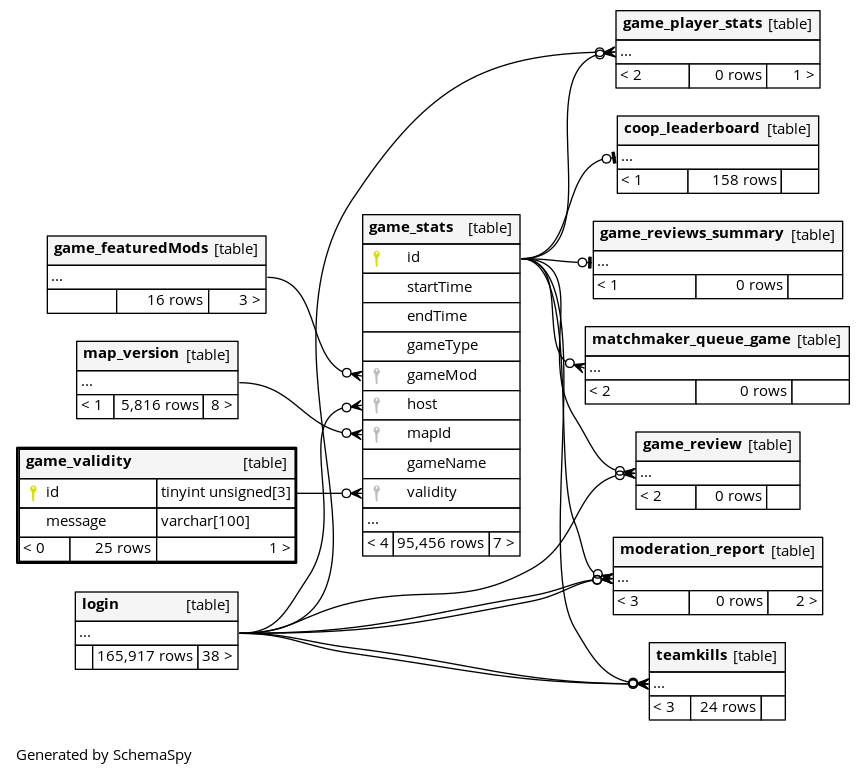 game_player_stats [table]
...
< 2 0 rows 1 >
coop_leaderboard [table]
...
< 1 158 rows
game_reviews_summary [table]
...
< 1 0 rows
matchmaker_queue_game [table]
...
< 2 0 rows
game_review [table]
...
< 2 0 rows
moderation_report [table]
...
< 3 0 rows 2 >
teamkills [table]
...
< 3 24 rows
game_stats [table]
id
startTime
endTime
gameType
gameMod
host
mapId
gameName
validity
...
< 4 95,456 rows 7 >
game_featuredMods [table]
...
16 rows 3 >
map_version [table]
...
< 1 5,816 rows 8 >
game_validity [table]
id tinyint unsigned[3]
message varchar[100]
< 0 25 rows 1 >
login [table]
...
165,917 rows 38 >
Generated by SchemaSpy